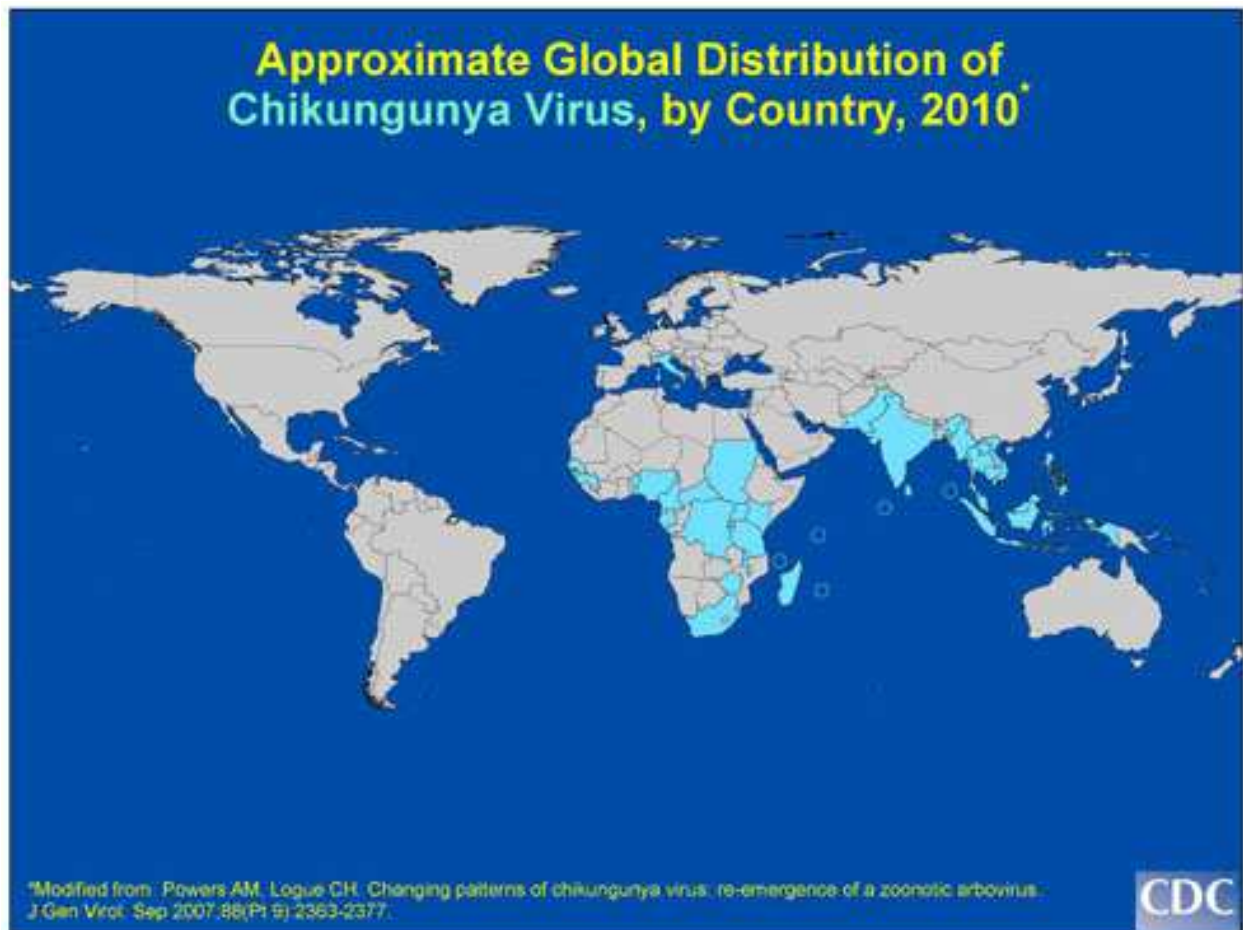 Approximate Global Distribution of
Chikungunya Virus, by Country, 2010*
*Modified from Powers AM, Logue CH. Changing patterns of chikungunya virus: re-emergence of a zoonotic arbovirus.
J Gen Virol. Sep 2007;88(Pt 9) 2363-2377.
CDC